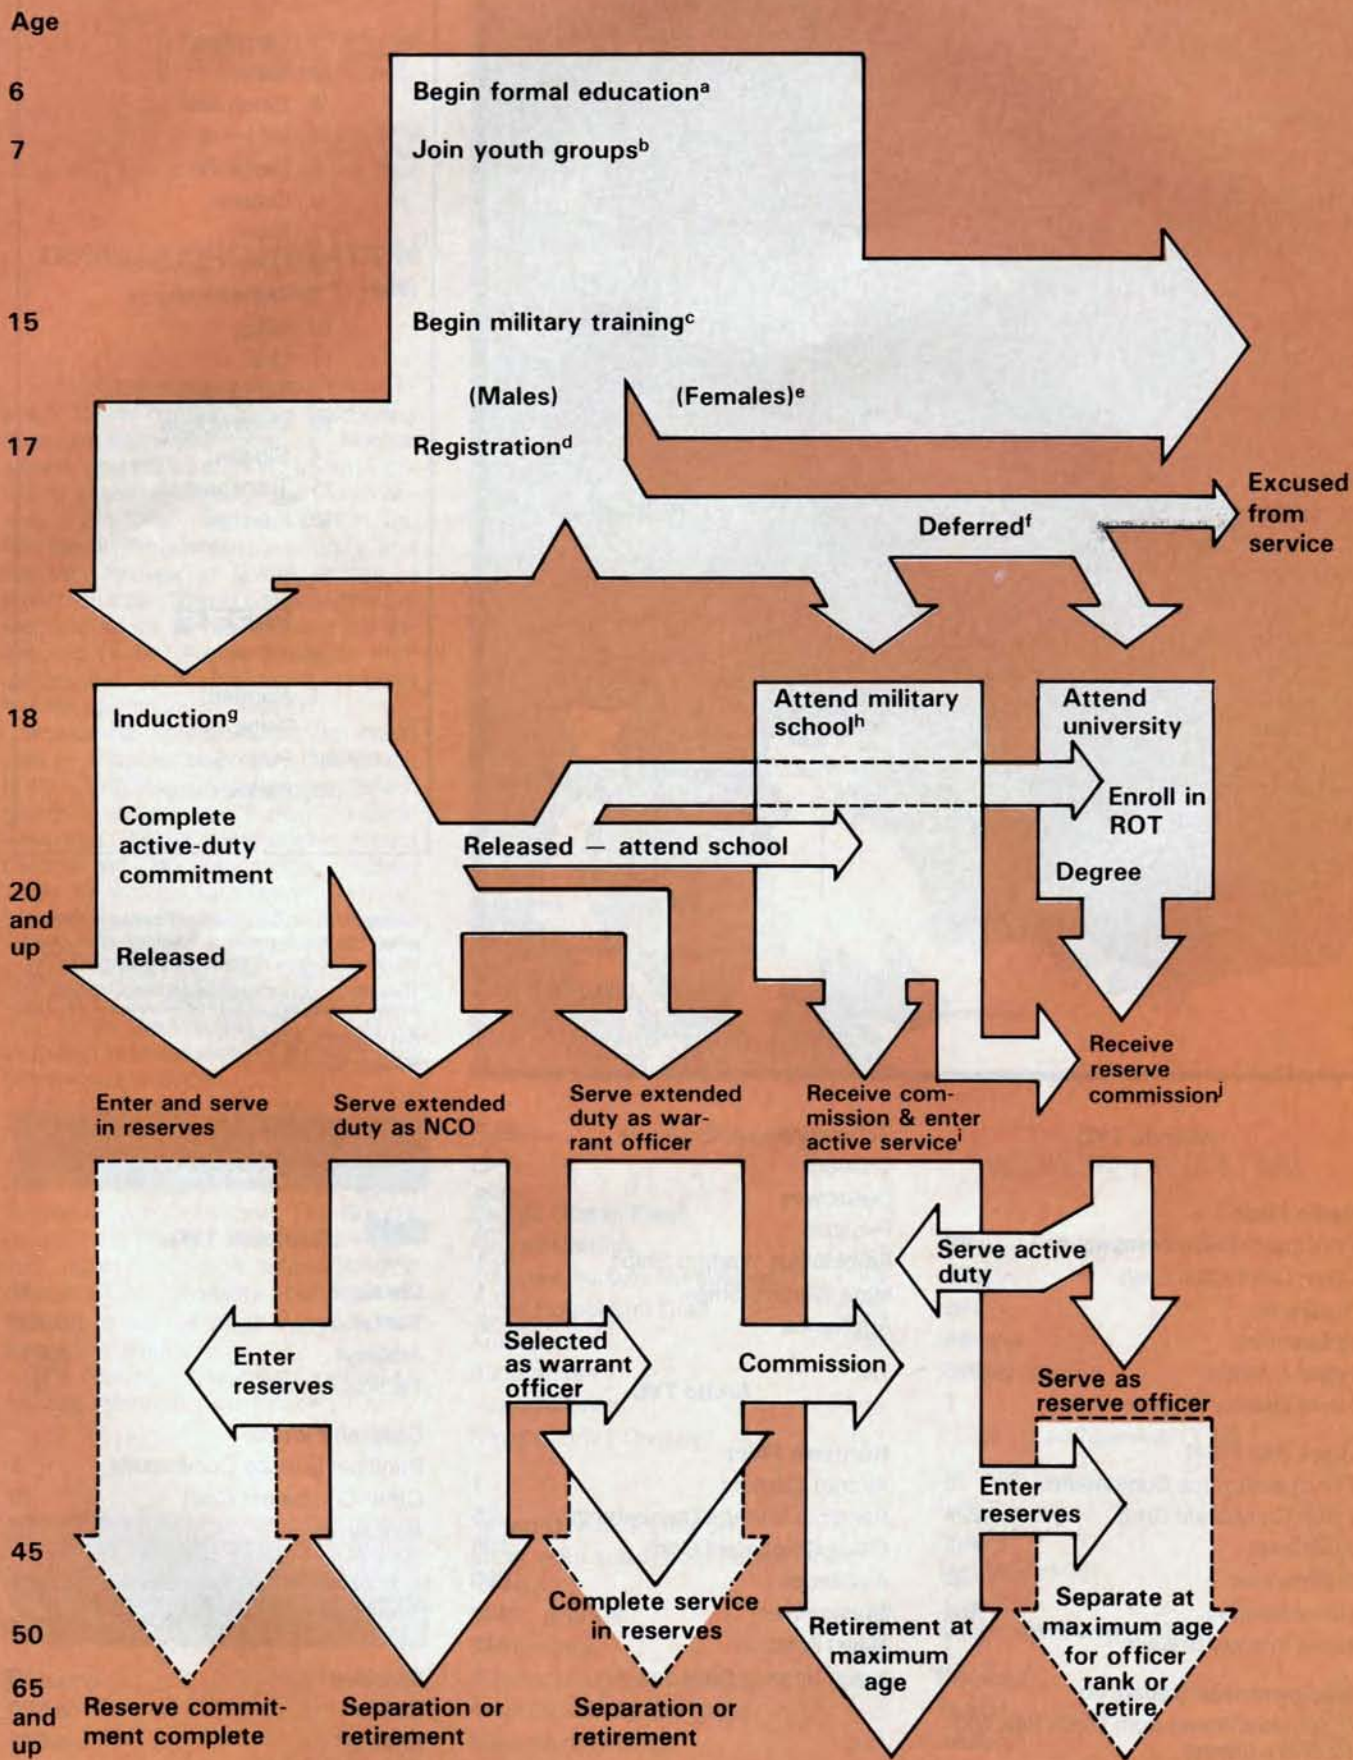 Age
6
Begin formal educationᵃ
7
Join youth groupsᵇ
15
Begin military trainingᶜ
(Males)
(Females)ᵉ
17
Registrationᵈ
Excused
from
service
Deferredᶠ
18
Inductionᵍ
Attend military
schoolʰ
Attend
university
Enroll in
ROT
Complete
active-duty
commitment
Released — attend school
Degree
20
and
up
Released
Enter and serve
in reserves
Serve extended
duty as NCO
Serve extended
duty as war-
rant officer
Receive com-
mission & enter
active serviceⁱ
Receive
reserve
commissionʲ
Serve active
duty
Enter
reserves
Selected
as warrant
officer
Commission
Serve as
reserve officer
Enter
reserves
45
Complete service
in reserves
50
Retirement at
maximum
age
Separate at
maximum age
for officer
rank or
retire
65
and
up
Reserve commit-
ment complete
Separation or
retirement
Separation or
retirement